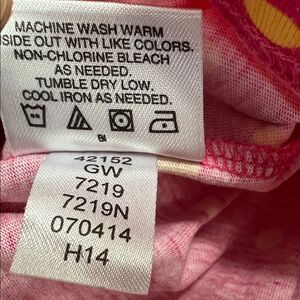 MACHINE WASH WARM
SIDE OUT WITH LIKE COLORS.
NON-CHLORINE BLEACH
AS NEEDED.
TUMBLE DRY LOW.
COOL IRON AS NEEDED.
BI
42152
GW
7219
7219N
070414
H14